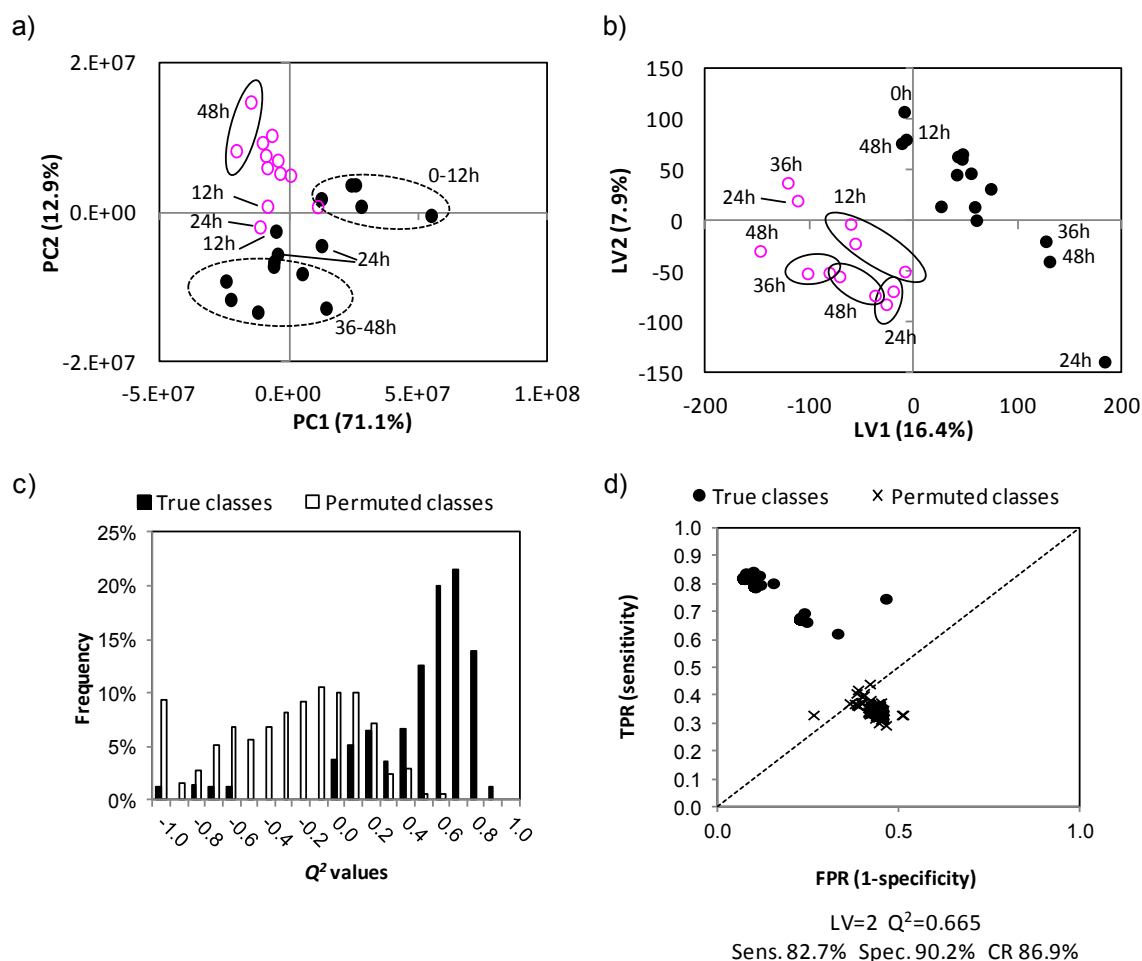 a)
2.E+07
0.E+00
-2.E+07
PC2 (12.9%)
48h
12h
24h
12h
0-12h
24h
36-48h
-5.E+07 0.E+00 5.E+07 1.E+08
PC1 (71.1%)
b)
150
100
50
0
-50
-100
-150
LV2 (7.9%)
0h
12h
48h
36h
24h
12h
48h
36h
48h
24h
36h
48h
24h
-200 -100 0 100 200
LV1 (16.4%)
c)
True classes Permuted classes
25%
20%
15%
10%
5%
0%
Frequency
-1.0 -0.8 -0.6 -0.4 -0.2 0.0 0.2 0.4 0.6 0.8 1.0
Q² values
d)
True classes Permuted classes
1.0
0.9
0.8
0.7
0.6
0.5
0.4
0.3
0.2
0.1
0.0
TPR (sensitivity)
0.0 0.5 1.0
FPR (1-specificity)
LV=2 Q²=0.665
Sens. 82.7% Spec. 90.2% CR 86.9%